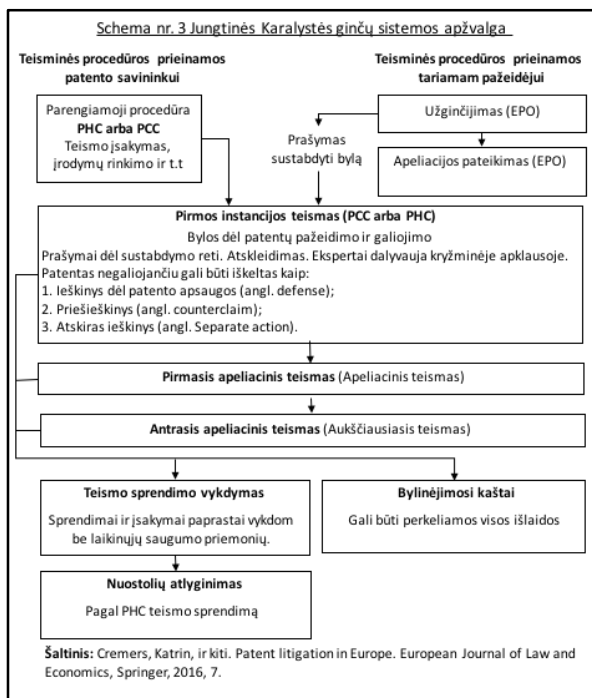 Schema nr. 3 Jungtinės Karalystės ginčų sistemos apžvalga
Teisminės procedūros prieinamos
patento savininkui
Teisminės procedūros prieinamos
tariamam pažeidėjui
Parengiamoji procedūra
PHC arba PCC
Teismo įsakymas,
įrodymų rinkimo ir t.t
Prašymas
sustabdyti bylą
Užginčijimas (EPO)
Apeliacijos pateikimas (EPO)
Pirmos instancijos teismas (PCC arba PHC)
Bylos dėl patentų pažeidimo ir galiojimo
Prašymai dėl sustabdymo reti. Atskleidimas. Ekspertai dalyvauja kryžminėje apklausoje.
Patentas negaliojančiu gali būti iškeltas kaip:
1. Ieškinys dėl patento apsaugos (angl. defense);
2. Priešieškinys (angl. counterclaim);
3. Atskiras ieškinys (angl. Separate action).
Pirmasis apeliacinis teismas (Apeliacinis teismas)
Antrasis apeliacinis teismas (Aukščiausiasis teismas)
Teismo sprendimo vykdymas
Sprendimai ir įsakymai paprastai vykdom
be laikinųjų saugumo priemonių.
Bylinėjimosi kaštai
Gali būti perkeliamos visos išlaidos
Nuostolių atlyginimas
Pagal PHC teismo sprendimą
Šaltinis: Cremers, Katrin, ir kiti. Patent litigation in Europe. European Journal of Law and
Economics, Springer, 2016, 7.